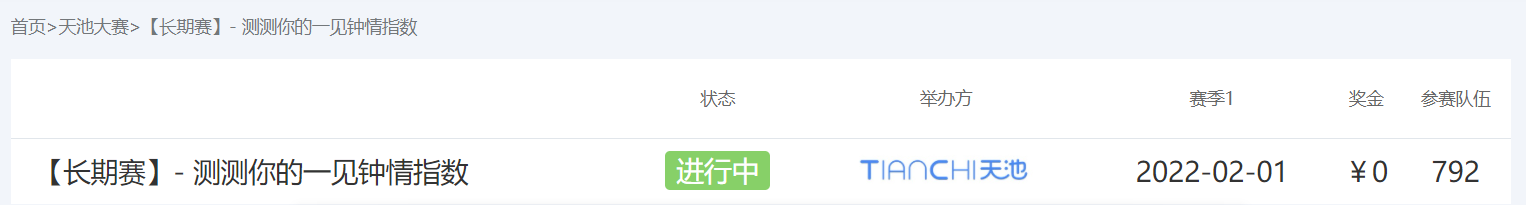 首页>天池大赛>【长期赛】- 测测你的一见钟情指数
状态 举办方 赛季1 奖金 参赛队伍
【长期赛】- 测测你的一见钟情指数 进行中 TIANCHI天池 2022-02-01 ￥0 792